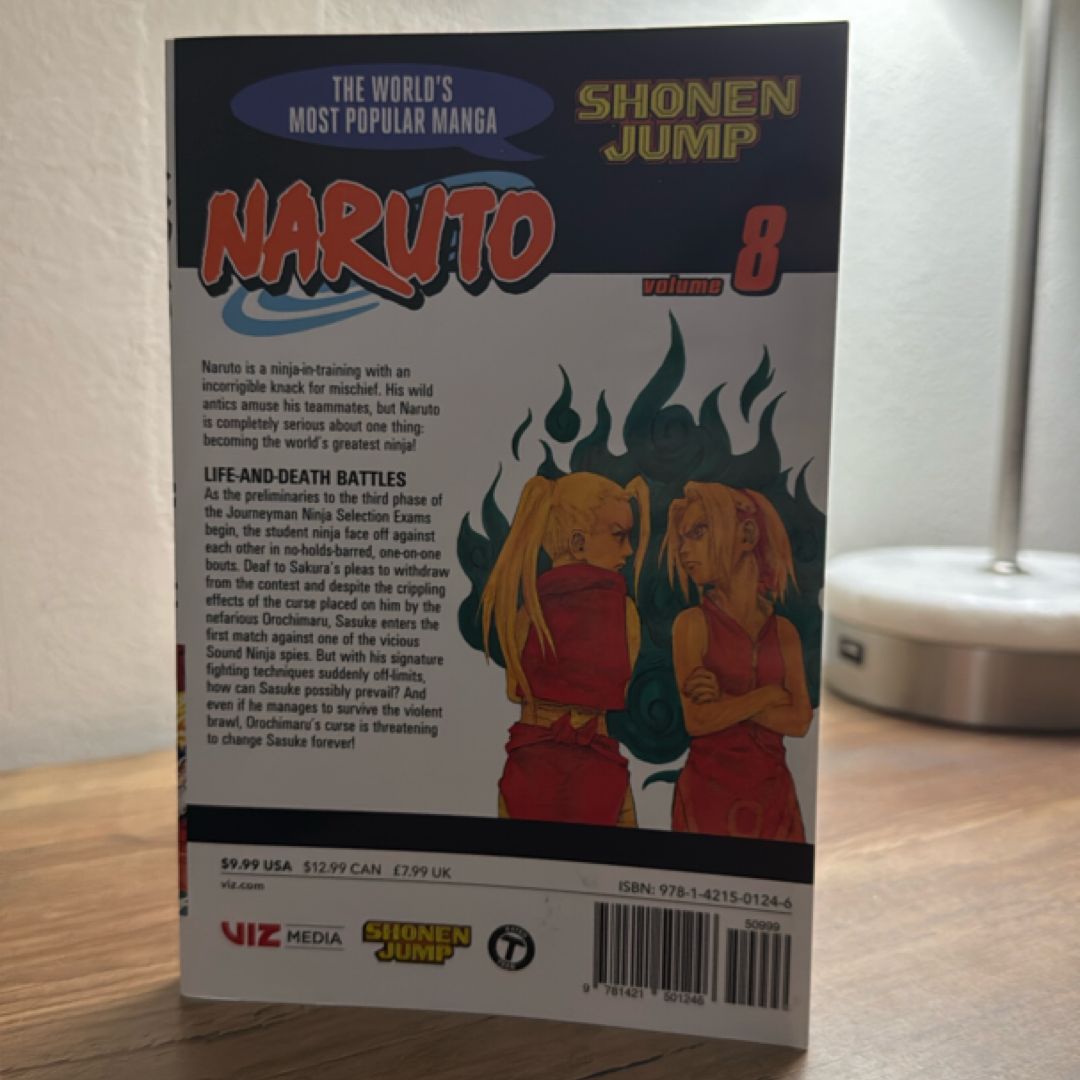 THE WORLD'S
MOST POPULAR MANGA
SHONEN
JUMP
NARUTO
volume 8
Naruto is a ninja-in-training with an
incorrigible knack for mischief. His wild
antics amuse his teammates, but Naruto
is completely serious about one thing:
becoming the world's greatest ninja!
LIFE-AND-DEATH BATTLES
As the preliminaries to the third phase of
the Journeyman Ninja Selection Exams
begin, the student ninja face off against
each other in no-holds-barred, one-on-one
bouts. Deaf to Sakura's pleas to withdraw
from the contest and despite the crippling
effects of the curse placed on him by the
nefarious Orochimaru, Sasuke enters the
first match against one of the vicious
Sound Ninja spies. But with his signature
fighting techniques suddenly off-limits,
how can Sasuke possibly prevail? And
even if he manages to survive the violent
brawl, Orochimaru's curse is threatening
to change Sasuke forever!
$9.99 USA $12.99 CAN £7.99 UK
viz.com
ISBN: 978-1-4215-0124-6
50999
VIZ MEDIA
SHONEN
JUMP
RATED
T
TEEN
9 781421 501246